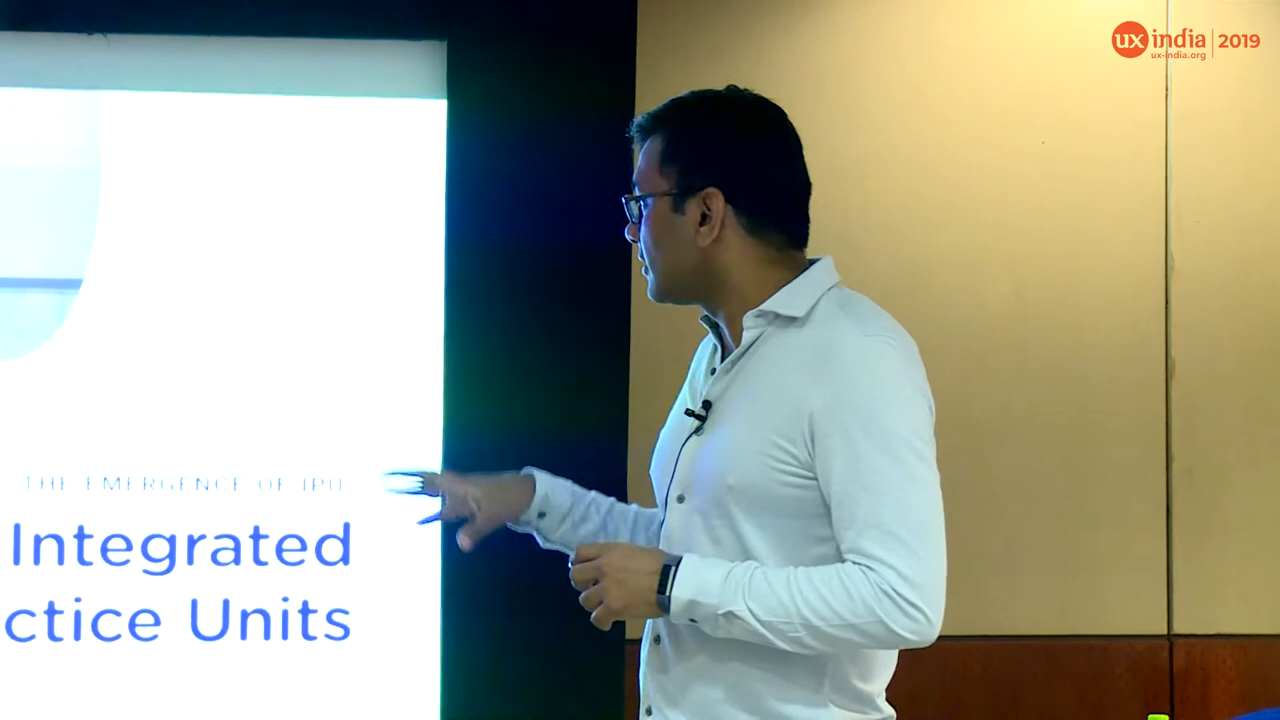 ux india 2019
ux-india.org
THE EMERGENCE OF IPU
Integrated
ctice Units